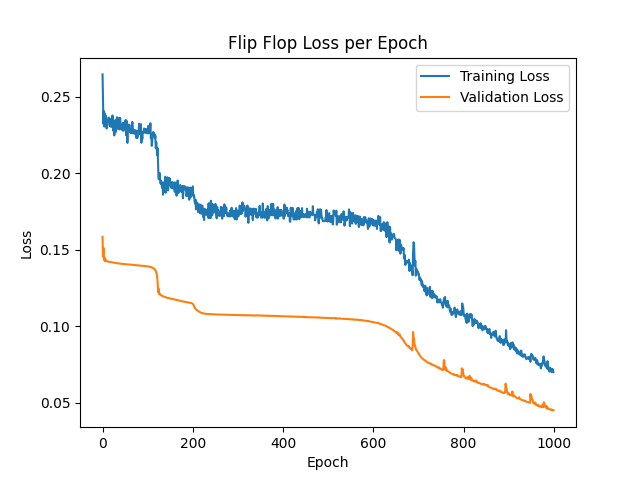 Flip Flop Loss per Epoch
Training Loss
Validation Loss
0.25
0.20
0.15
0.10
0.05
Loss
0 200 400 600 800 1000
Epoch